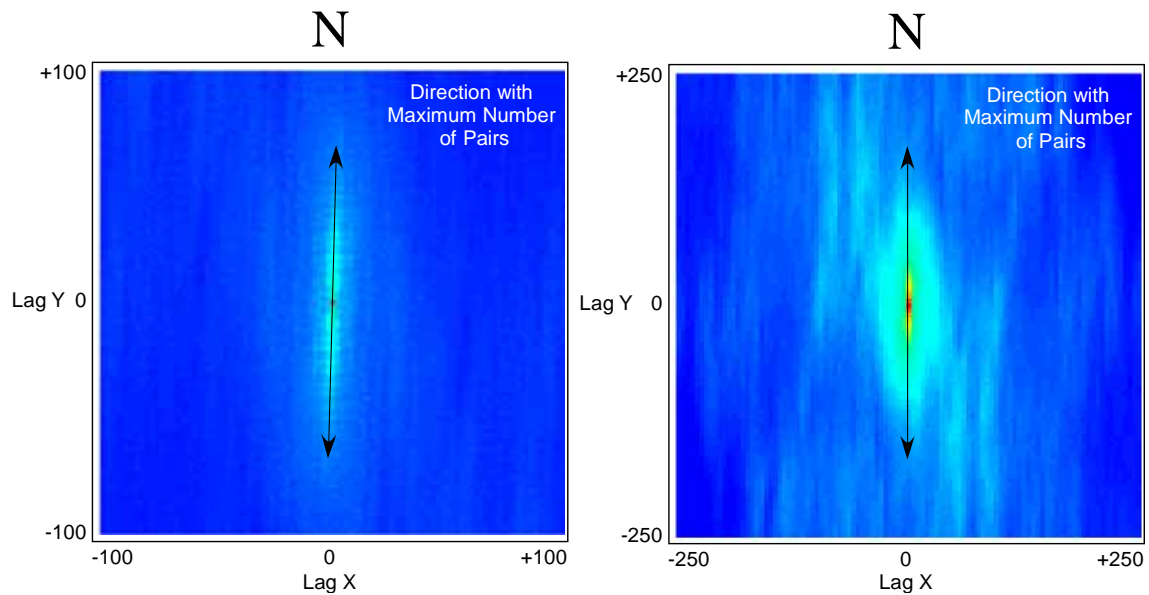 N
+100
Direction with
Maximum Number
of Pairs
Lag Y 0
-100
-100 0 +100
Lag X
N
+250
Direction with
Maximum Number
of Pairs
Lag Y 0
-250
-250 0 +250
Lag X